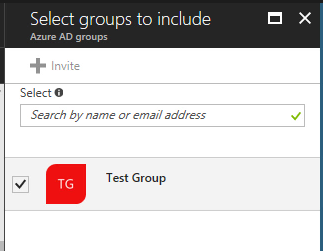 Select groups to include
Azure AD groups
Invite
Select
Search by name or email address
TG
Test Group